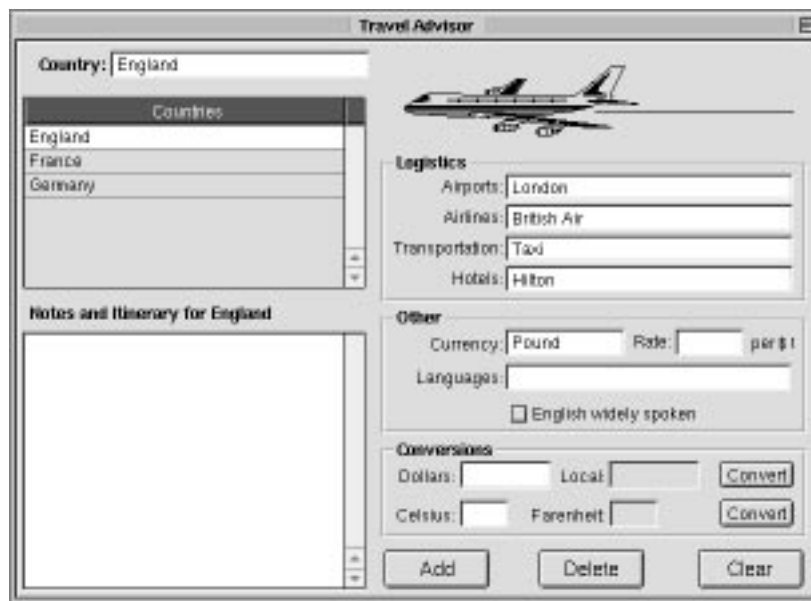 Travel Advisor
Country: England
Countries
England
France
Germany
Notes and Itinerary for England
Logistics
Airports: London
Airlines: British Air
Transportation: Taxi
Hotels: Hilton
Other
Currency: Pound Rate: per $ 1
Languages:
English widely spoken
Conversions
Dollars: Local: Convert
Celsius: Farenheit: Convert
Add Delete Clear